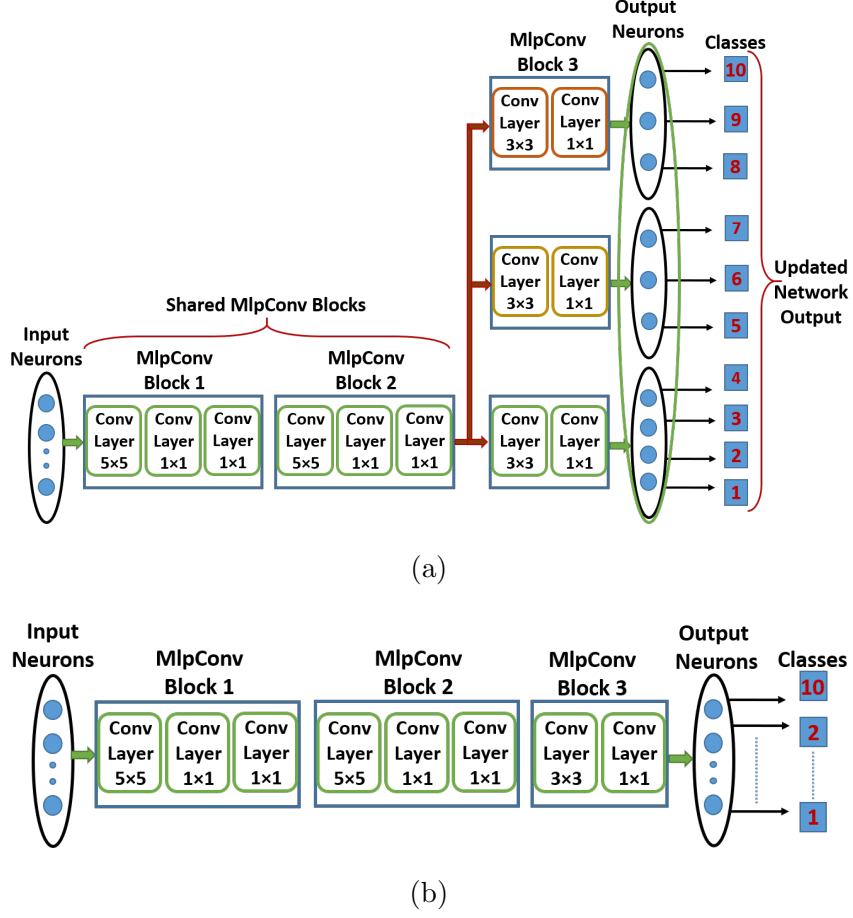 Output
Neurons
Classes
MlpConv
Block 3
Conv
Layer
3×3
Conv
Layer
1×1
10
9
8
Conv
Layer
3×3
Conv
Layer
1×1
7
6
5
Updated
Network
Output
Shared MlpConv Blocks
Input
Neurons
MlpConv
Block 1
MlpConv
Block 2
Conv
Layer
5×5
Conv
Layer
1×1
Conv
Layer
1×1
Conv
Layer
5×5
Conv
Layer
1×1
Conv
Layer
1×1
Conv
Layer
3×3
Conv
Layer
1×1
4
3
2
1
(a)
Input
Neurons
MlpConv
Block 1
MlpConv
Block 2
MlpConv
Block 3
Output
Neurons
Classes
Conv
Layer
5×5
Conv
Layer
1×1
Conv
Layer
1×1
Conv
Layer
5×5
Conv
Layer
1×1
Conv
Layer
1×1
Conv
Layer
3×3
Conv
Layer
1×1
10
2
1
(b)